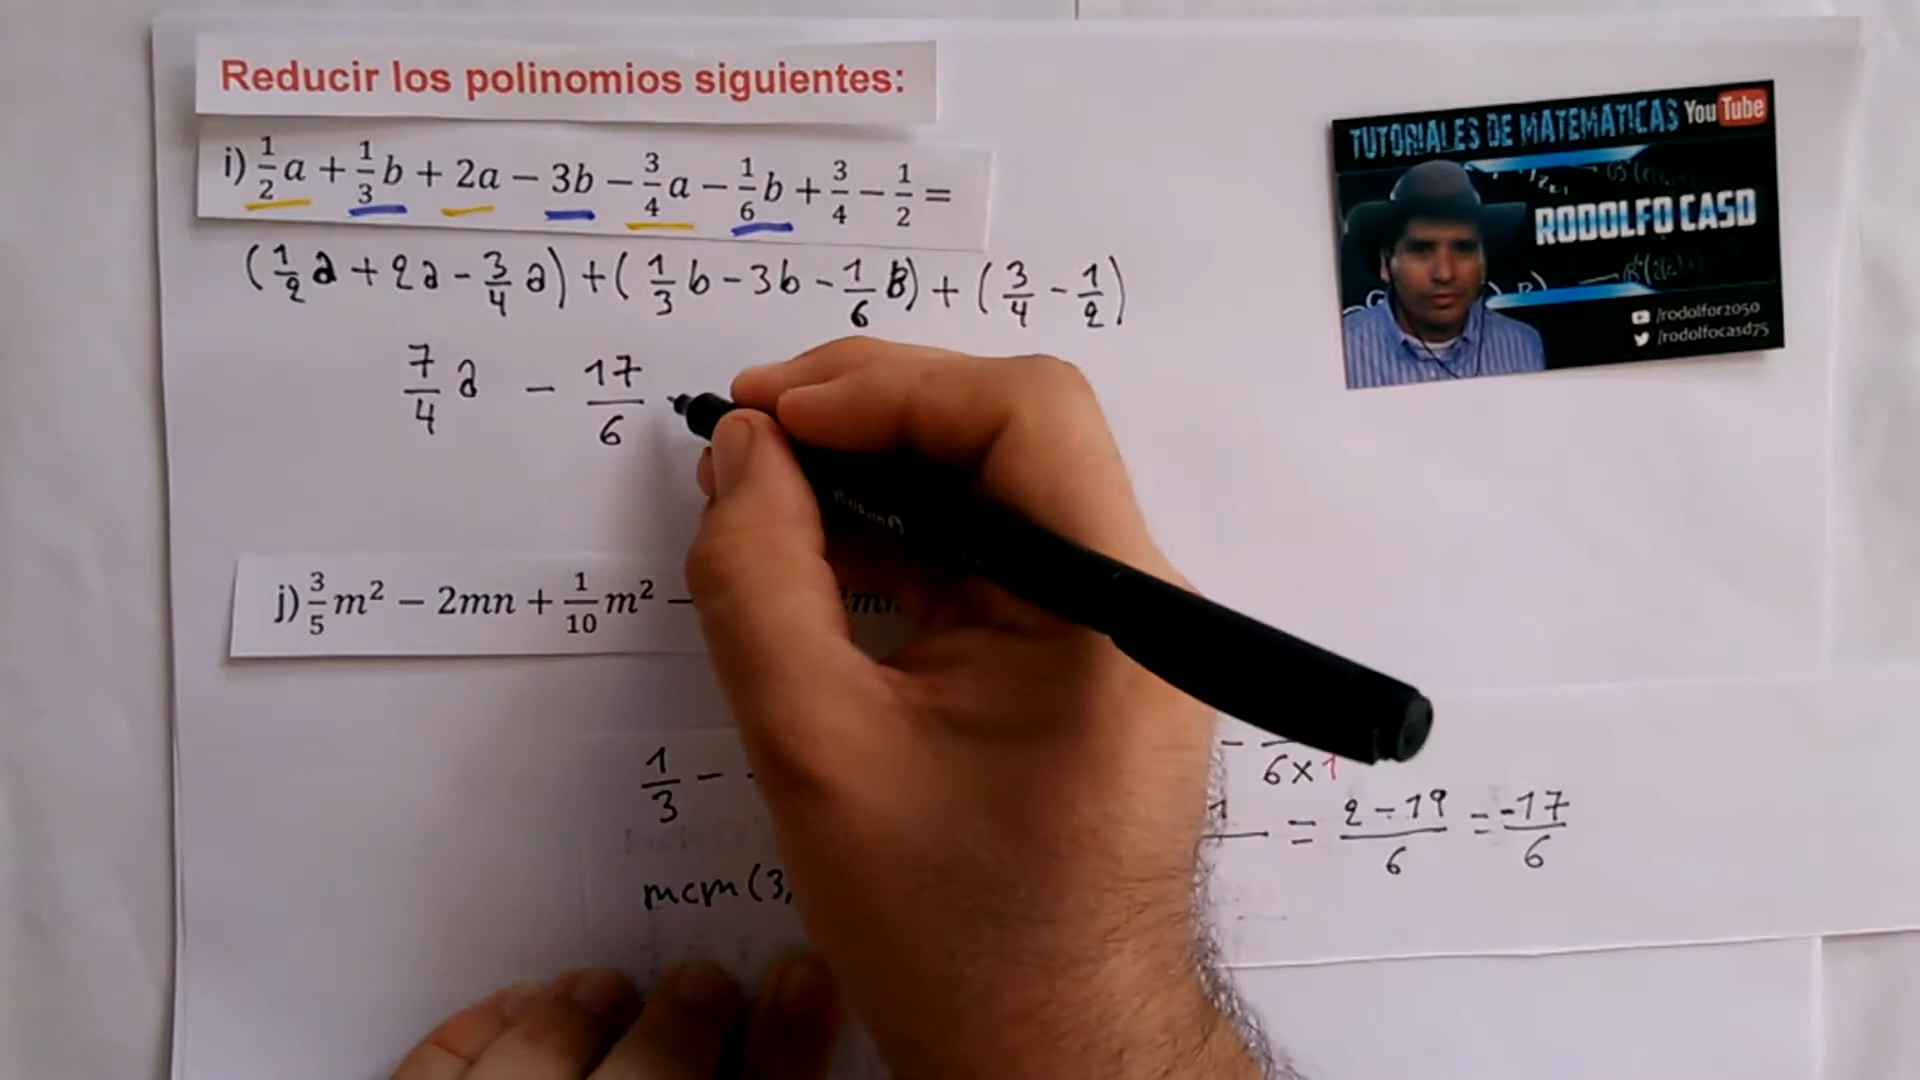 Reducir los polinomios siguientes:
i) 1/2 a + 1/3 b + 2a − 3b − 3/4 a − 1/6 b + 3/4 − 1/2 =
(1/2 a + 2a - 3/4 a) + (1/3 b - 3b - 1/6 b) + (3/4 - 1/2)
7/4 a - 17/6
j) 3/5 m² − 2mn + 1/10 m² −
1/3 -
- 6×1
1 = 2-19/6 = -17/6
mcm (3,
TUTORIALES DE MATEMATICAS YouTube
RODOLFO CASD
/rodolfor2050
/rodolfocasd75